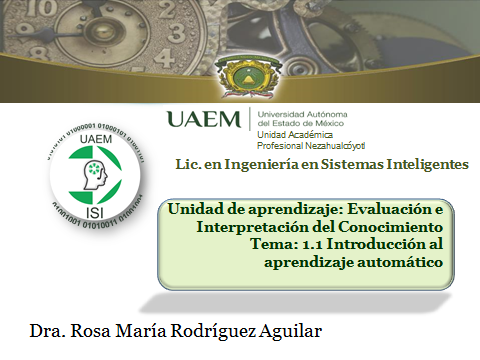 UAEM
Universidad Autónoma
del Estado de México
Unidad Académica
Profesional Nezahualcóyotl
Lic. en Ingeniería en Sistemas Inteligentes
UAEM
ISI
Unidad de aprendizaje: Evaluación e
Interpretación del Conocimiento
Tema: 1.1 Introducción al
aprendizaje automático
Dra. Rosa María Rodríguez Aguilar